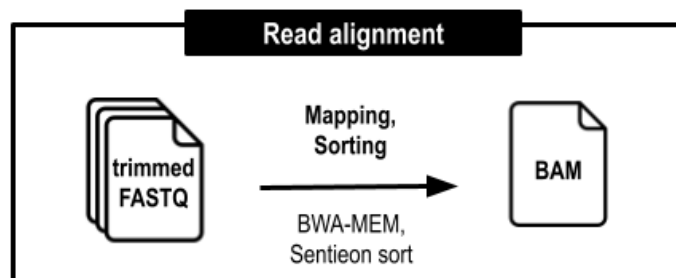 Read alignment
trimmed
FASTQ
Mapping,
Sorting
BWA-MEM,
Sentieon sort
BAM